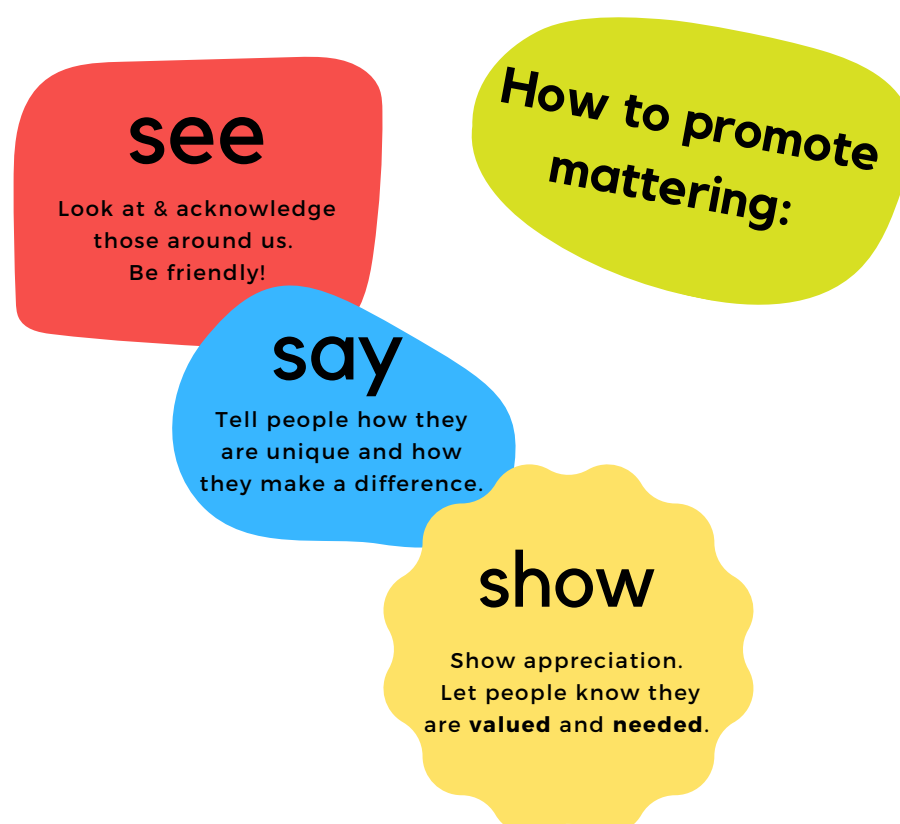 How to promote
mattering:
see
Look at & acknowledge
those around us.
Be friendly!
say
Tell people how they
are unique and how
they make a difference.
show
Show appreciation.
Let people know they
are valued and needed.